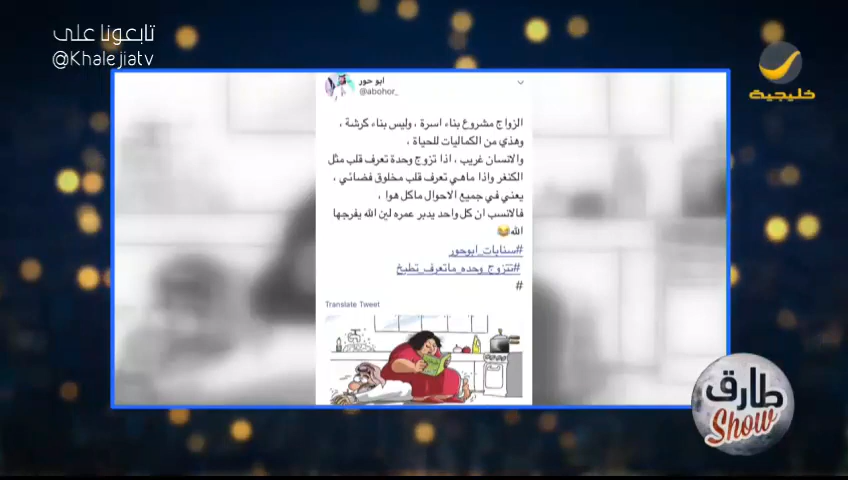 تابعونا على
@Khalejiatv
خليجية
ابو حور
@abohor_
الزواج مشروع بناء اسرة ، وليس بناء كرشة ،
وهذي من الكماليات للحياة ،
والانسان غريب ، اذا تزوج وحدة تعرف قلب مثل
الكنغر واذا ماهي تعرف قلب مخلوق فضائي ،
يعني في جميع الاحوال ماكل هوا ،
فالانسب ان كل واحد يدبر عمره لين الله يفرجها
الله😂
#سنابات_ابوحور
#تتزوج_وحده_ماتعرف_تطبخ
#
Translate Tweet
طارق
Show